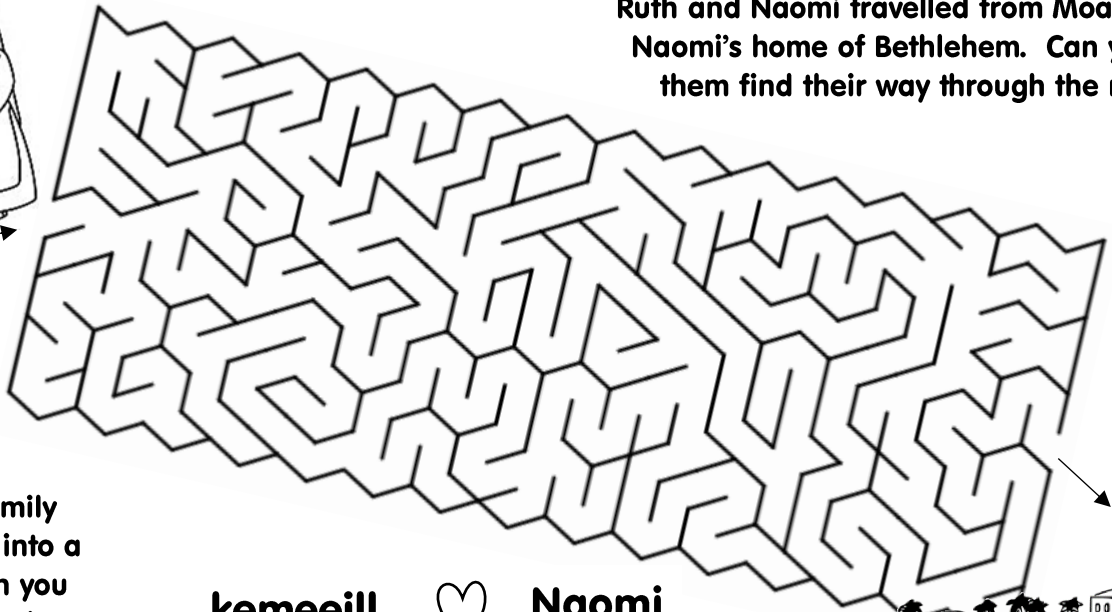 Ruth and Naomi travelled from Moa
Naomi's home of Bethlehem. Can y
them find their way through the
mily
into a
you
Naomi